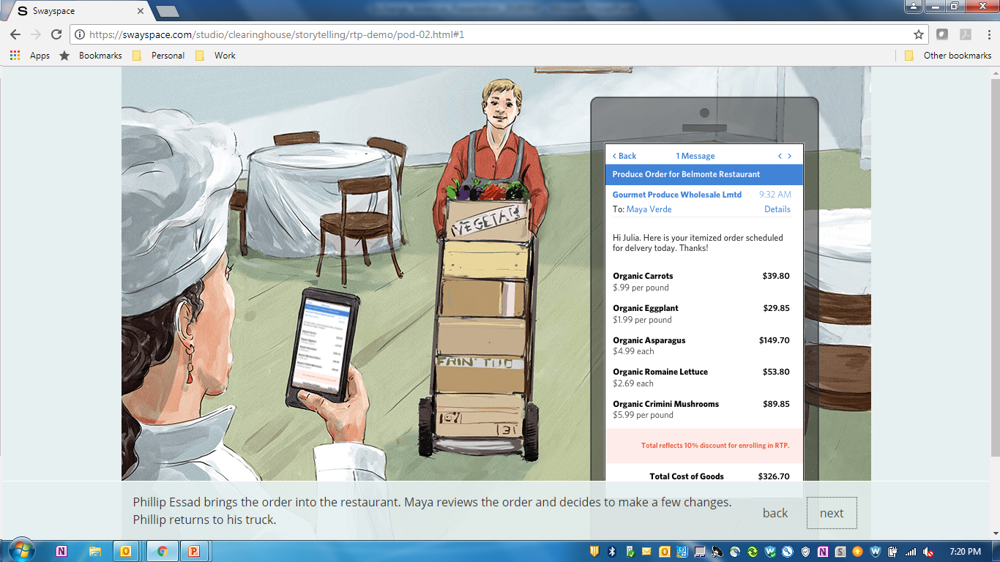 Swayspace
https://swayspace.com/studio/clearinghouse/storytelling/rtp-demo/pod-02.html#1
Apps Bookmarks Personal Work Other bookmarks
VEGETAB
Back 1 Message
Produce Order for Belmonte Restaurant
Gourmet Produce Wholesale Lmtd 9:32 AM
To: Maya Verde Details
Hi Julia. Here is your itemized order scheduled
for delvery today. Thanks!
Organic Carrots $39.80
$.99 per pound
Organic Eggplant $29.85
$1.99 per pound
Organic Asparagus $149.70
$4.99 each
Organic Romaine Lettuce $53.80
$2.69 each
Organic Crimini Mushrooms $89.85
$5.99 per pound
Total reflects 10% discount for enrolling in RTP.
Total Cost of Goods $326.70
Phillip Essad brings the order into the restaurant. Maya reviews the order and decides to make a few changes.
Phillip returns to his truck.
back next
7:20 PM